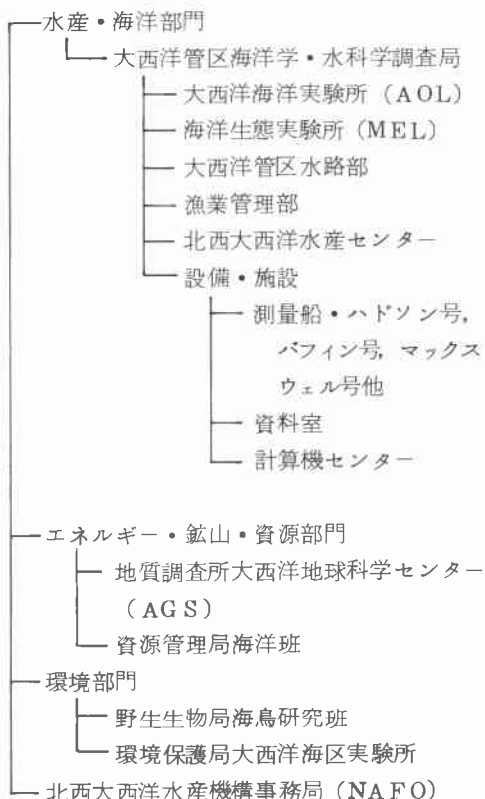 水産・海洋部門
大西洋管区海洋学・水科学調査局
大西洋海洋実験所（AOL）
海洋生態実験所（MEL）
大西洋管区水路部
漁業管理部
北西大西洋水産センター
設備・施設
測量船・ハドソン号，
バフィン号，マックス
ウェル号他
資料室
計算機センター
エネルギー・鉱山・資源部門
地質調査所大西洋地球科学センター
（AGS）
資源管理局海洋班
環境部門
野生生物局海鳥研究班
環境保護局大西洋海区実験所
北西大西洋水産機構事務局（NAFO）